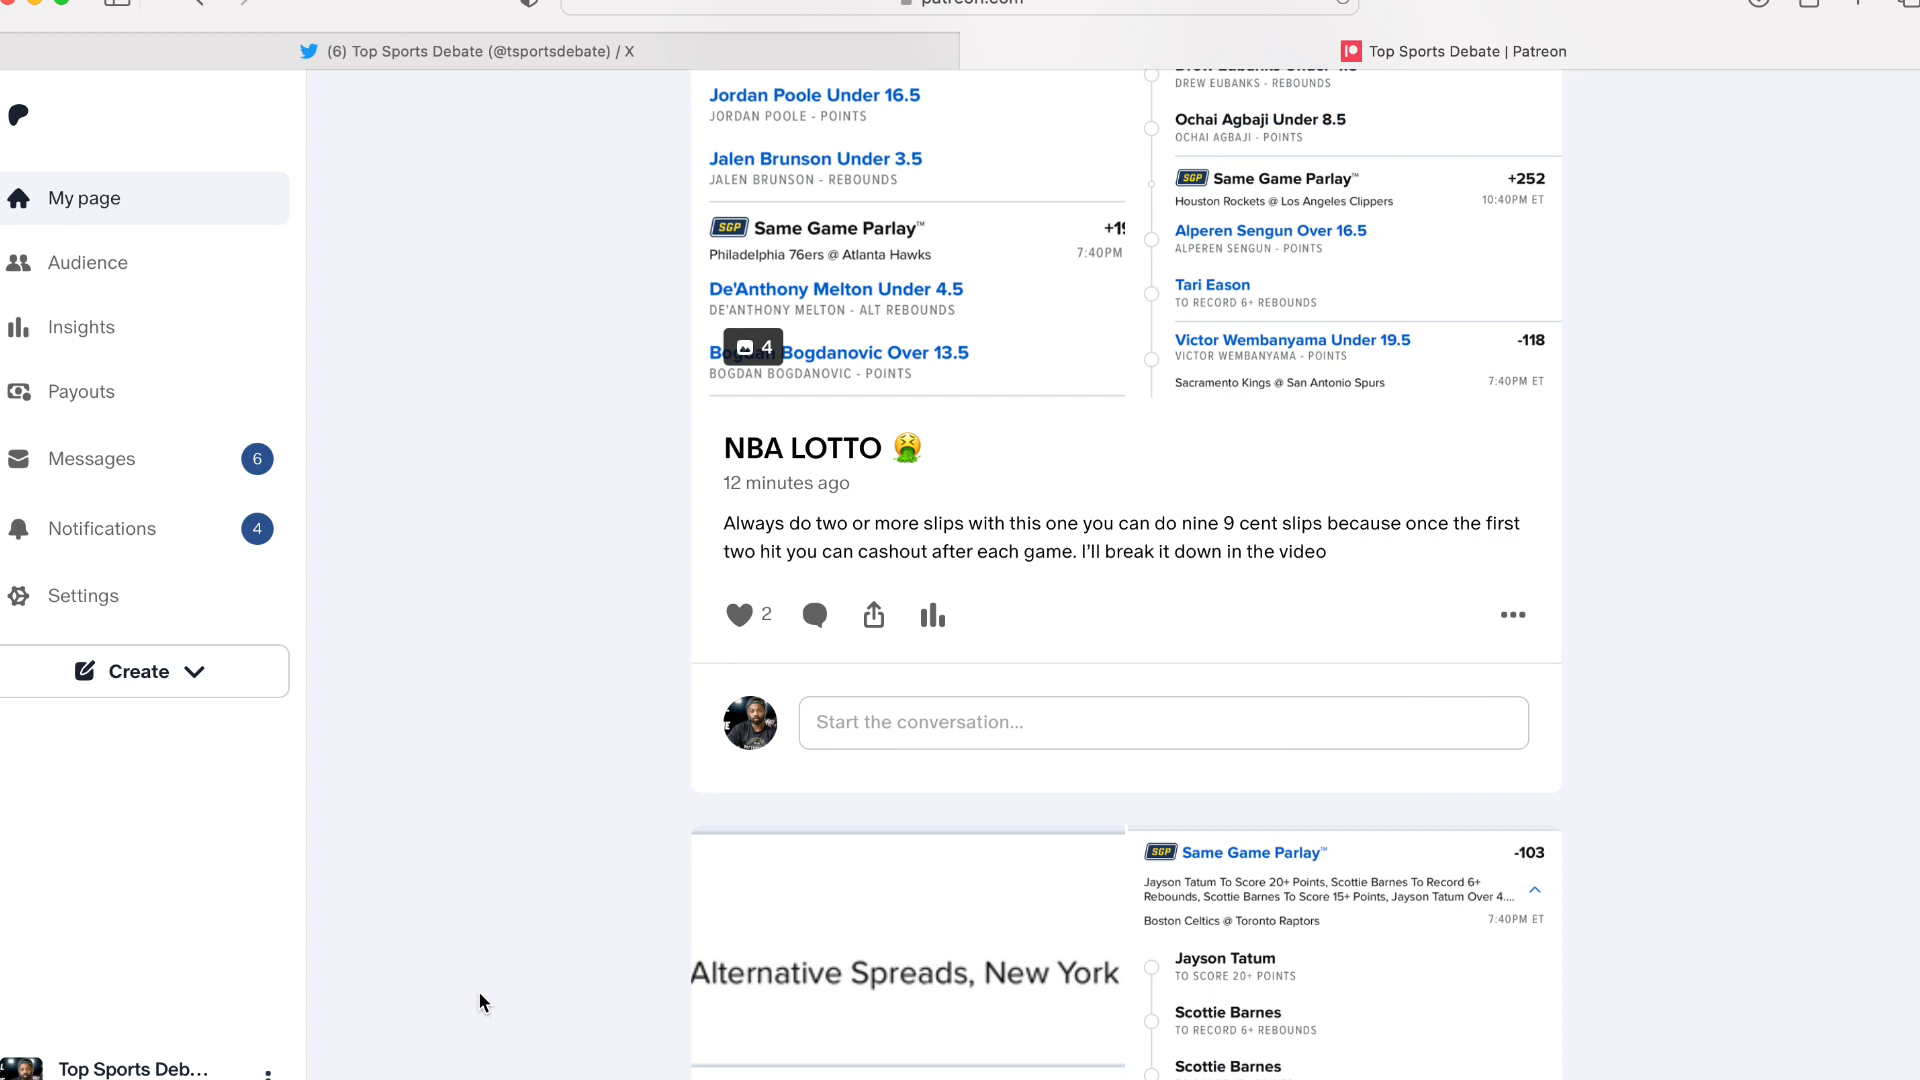 (6) Top Sports Debate (@tsportsdebate) / X
Top Sports Debate | Patreon
My page
Audience
Insights
Payouts
Messages
6
Notifications
4
Settings
Create
Top Sports Deb...
Jordan Poole Under 16.5
JORDAN POOLE - POINTS
Jalen Brunson Under 3.5
JALEN BRUNSON - REBOUNDS
SGP Same Game Parlay™
Philadelphia 76ers @ Atlanta Hawks
7:40PM
De'Anthony Melton Under 4.5
DE'ANTHONY MELTON - ALT REBOUNDS
4
Bogdanovic Over 13.5
BOGDAN BOGDANOVIC - POINTS
DREW EUBANKS - REBOUNDS
Ochai Agbaji Under 8.5
OCHAI AGBAJI - POINTS
SGP Same Game Parlay™ +252
Houston Rockets @ Los Angeles Clippers 10:40PM ET
Alperen Sengun Over 16.5
ALPEREN SENGUN - POINTS
Tari Eason
TO RECORD 6+ REBOUNDS
Victor Wembanyama Under 19.5 -118
VICTOR WEMBANYAMA - POINTS
Sacramento Kings @ San Antonio Spurs 7:40PM ET
NBA LOTTO 🤮
12 minutes ago
Always do two or more slips with this one you can do nine 9 cent slips because once the first
two hit you can cashout after each game. I'll break it down in the video
2
Start the conversation...
Alternative Spreads, New York
SGP Same Game Parlay™ -103
Jayson Tatum To Score 20+ Points, Scottie Barnes To Record 6+
Rebounds, Scottie Barnes To Score 15+ Points, Jayson Tatum Over 4....
Boston Celtics @ Toronto Raptors 7:40PM ET
Jayson Tatum
TO SCORE 20+ POINTS
Scottie Barnes
TO RECORD 6+ REBOUNDS
Scottie Barnes